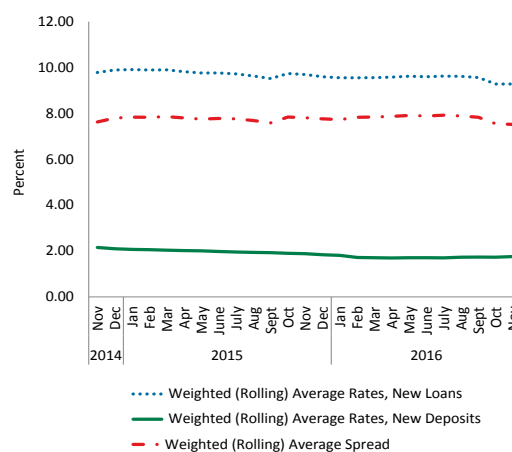 12.00
10.00
8.00
6.00
4.00
2.00
0.00
Percent
Nov Dec Jan Feb Mar Apr May June July Aug Sept Oct Nov Dec Jan Feb Mar Apr May June July Aug Sept Oct Nov
2014 2015 2016
Weighted (Rolling) Average Rates, New Loans
Weighted (Rolling) Average Rates, New Deposits
Weighted (Rolling) Average Spread